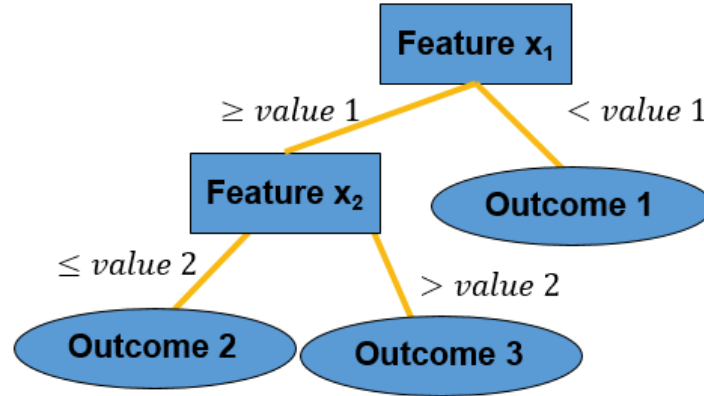 Feature x₁
≥ value 1
< value 1
Feature x₂
Outcome 1
≤ value 2
> value 2
Outcome 2
Outcome 3